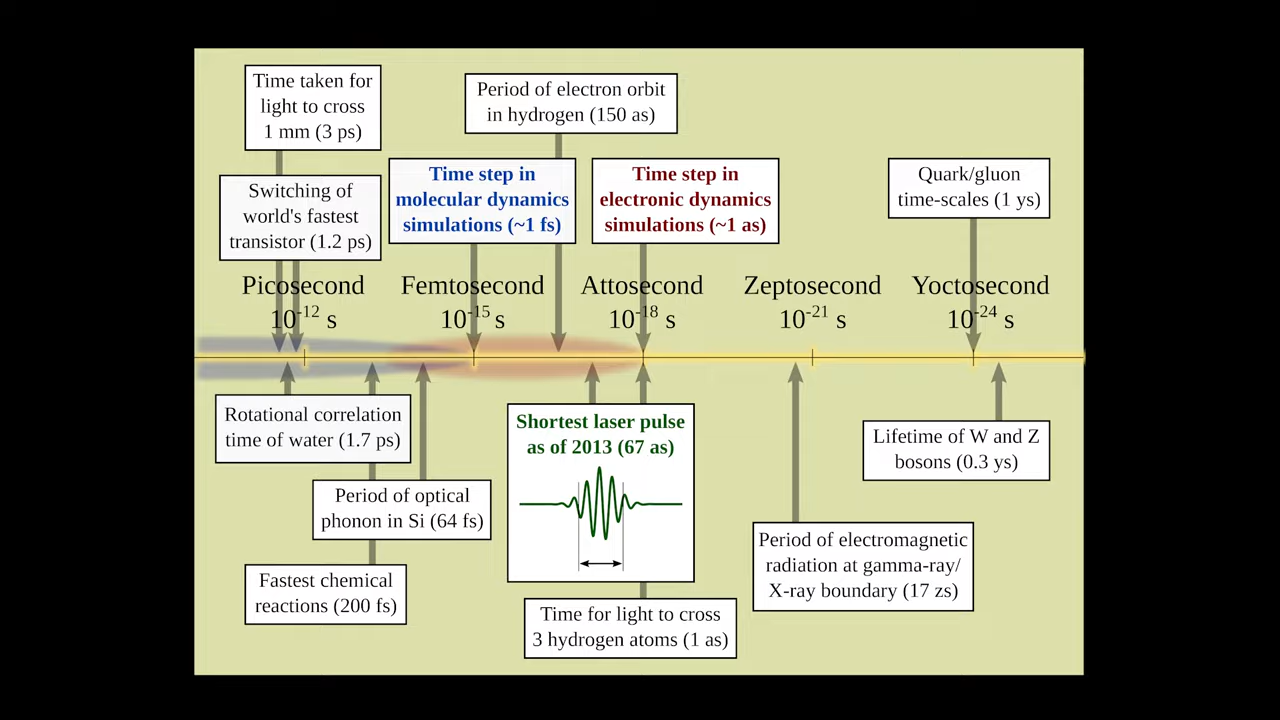 Time taken for
light to cross
1 mm (3 ps)
Period of electron orbit
in hydrogen (150 as)
Switching of
world's fastest
transistor (1.2 ps)
Time step in
molecular dynamics
simulations (~1 fs)
Time step in
electronic dynamics
simulations (~1 as)
Quark/gluon
time-scales (1 ys)
Picosecond
10⁻¹² s
Femtosecond
10⁻¹⁵ s
Attosecond
10⁻¹⁸ s
Zeptosecond
10⁻²¹ s
Yoctosecond
10⁻²⁴ s
Rotational correlation
time of water (1.7 ps)
Period of optical
phonon in Si (64 fs)
Fastest chemical
reactions (200 fs)
Shortest laser pulse
as of 2013 (67 as)
Time for light to cross
3 hydrogen atoms (1 as)
Period of electromagnetic
radiation at gamma-ray/
X-ray boundary (17 zs)
Lifetime of W and Z
bosons (0.3 ys)